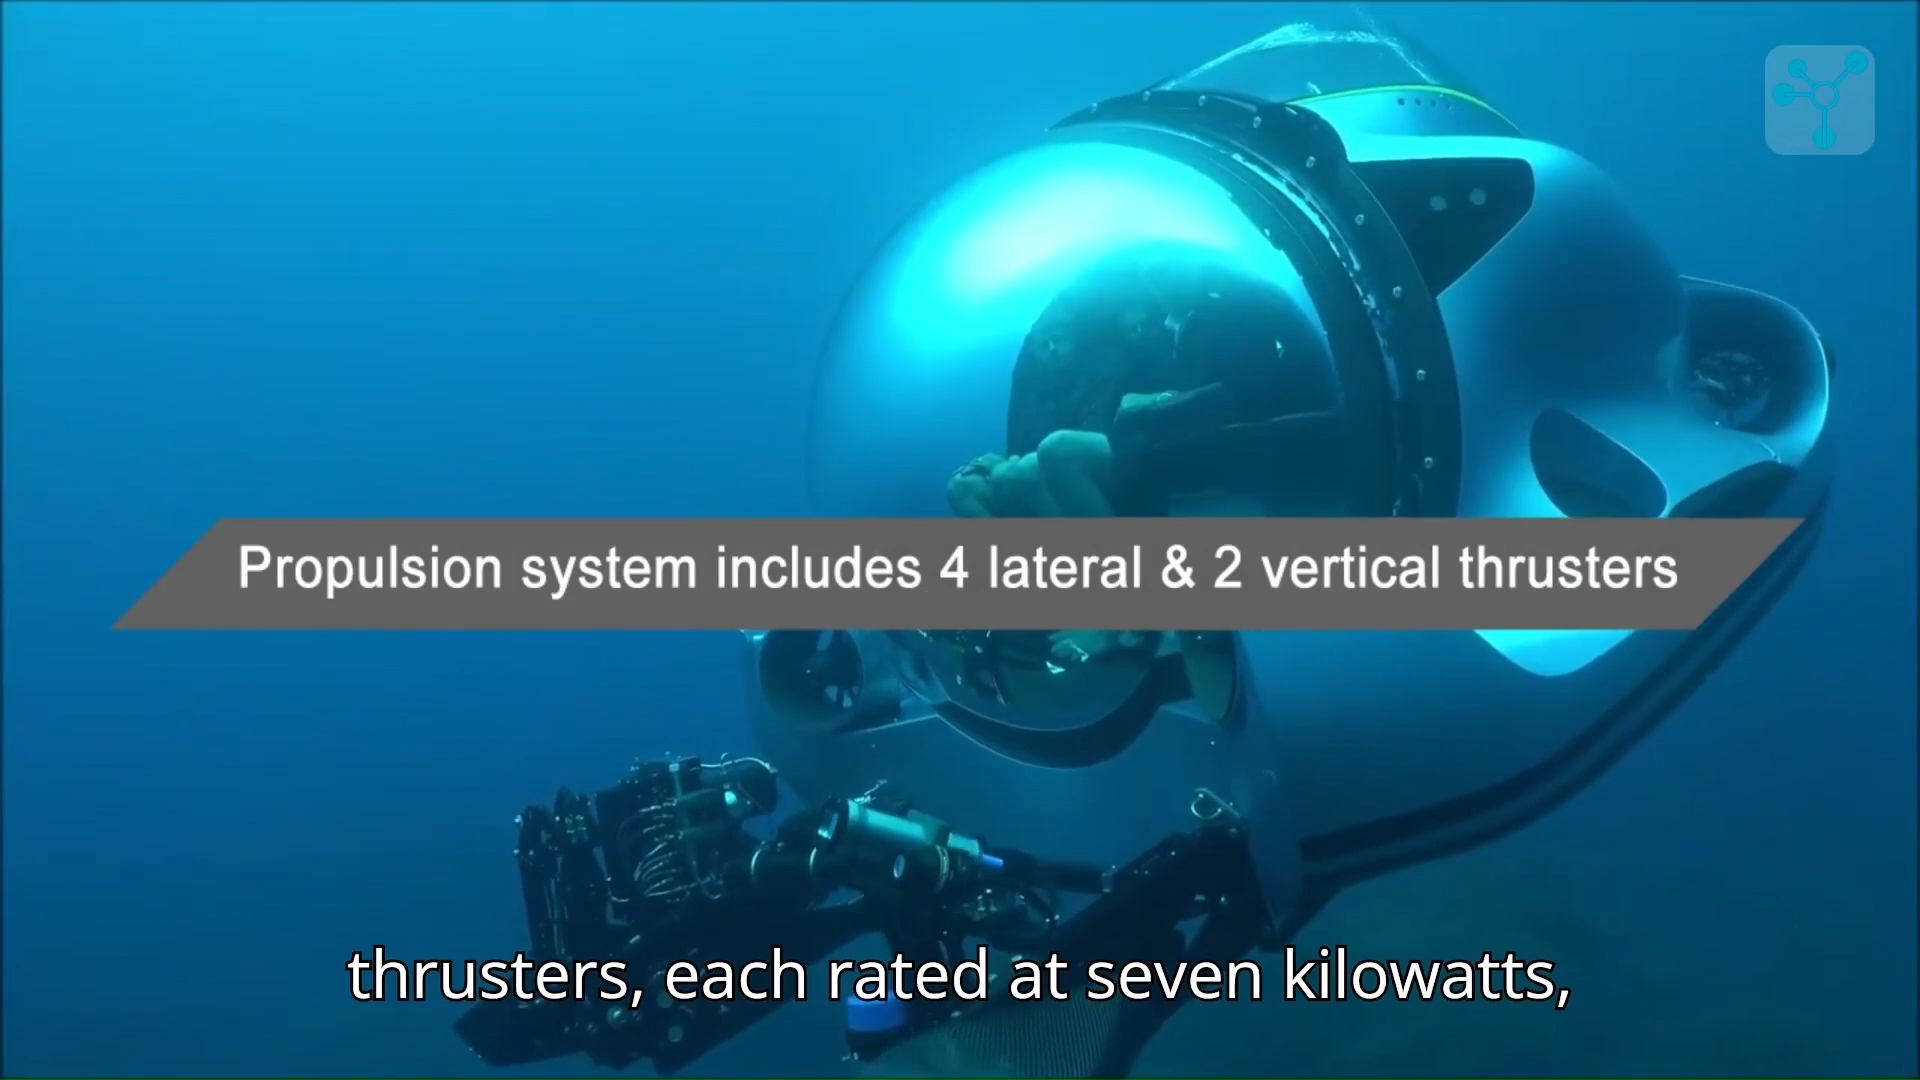 Propulsion system includes 4 lateral & 2 vertical thrusters
thrusters, each rated at seven kilowatts,